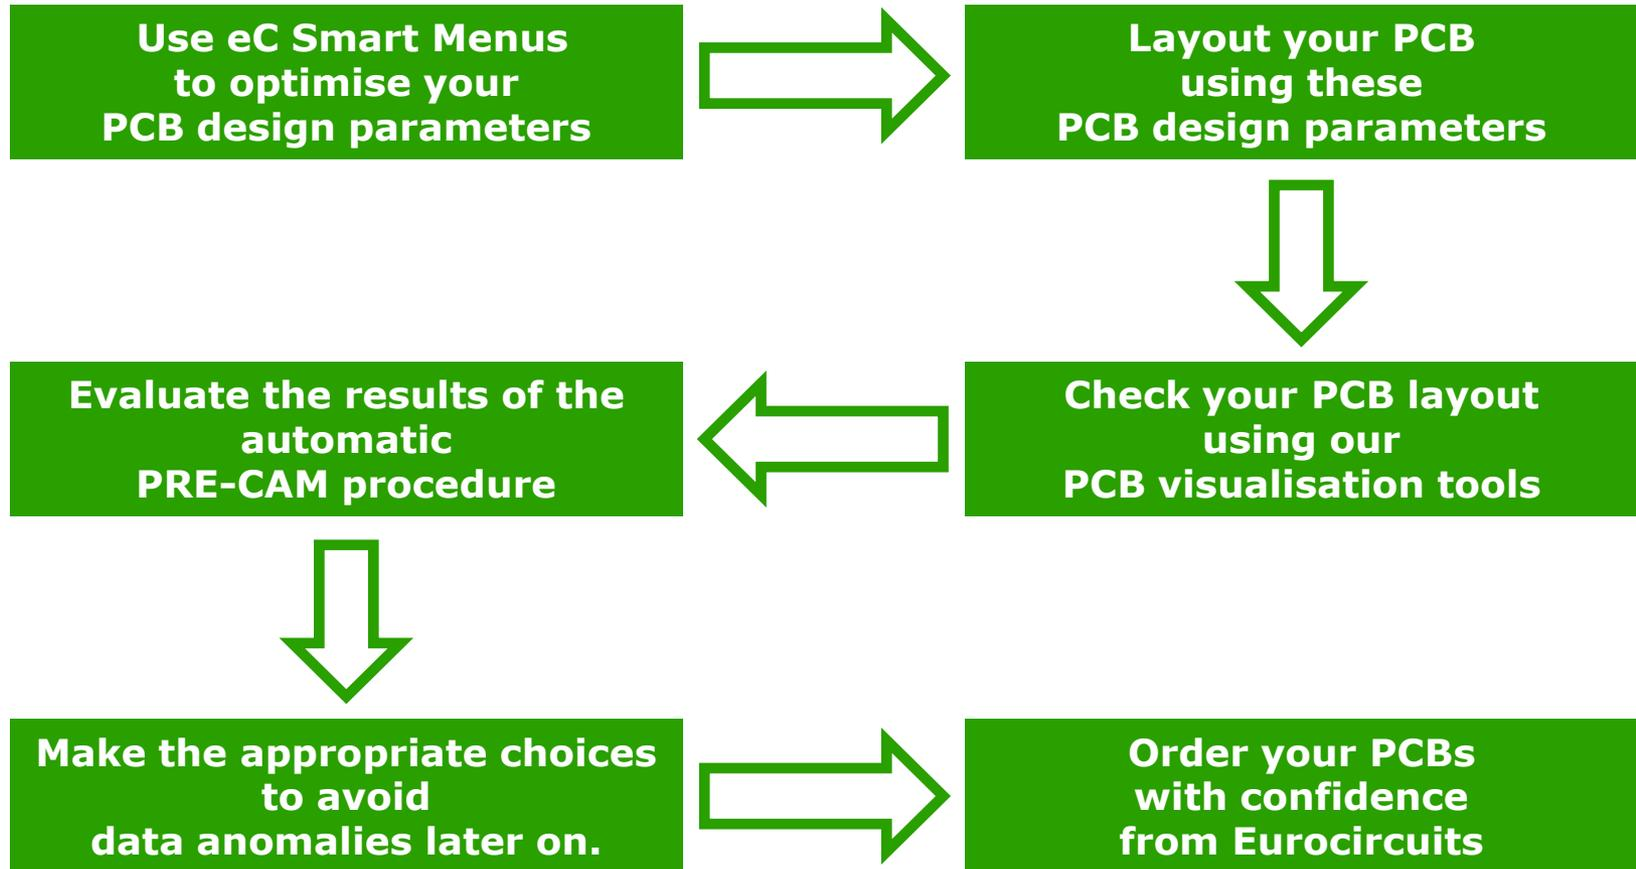 Use eC Smart Menus
to optimise your
PCB design parameters
Layout your PCB
using these
PCB design parameters
Check your PCB layout
using our
PCB visualisation tools
Evaluate the results of the
automatic
PRE-CAM procedure
Make the appropriate choices
to avoid
data anomalies later on.
Order your PCBs
with confidence
from Eurocircuits